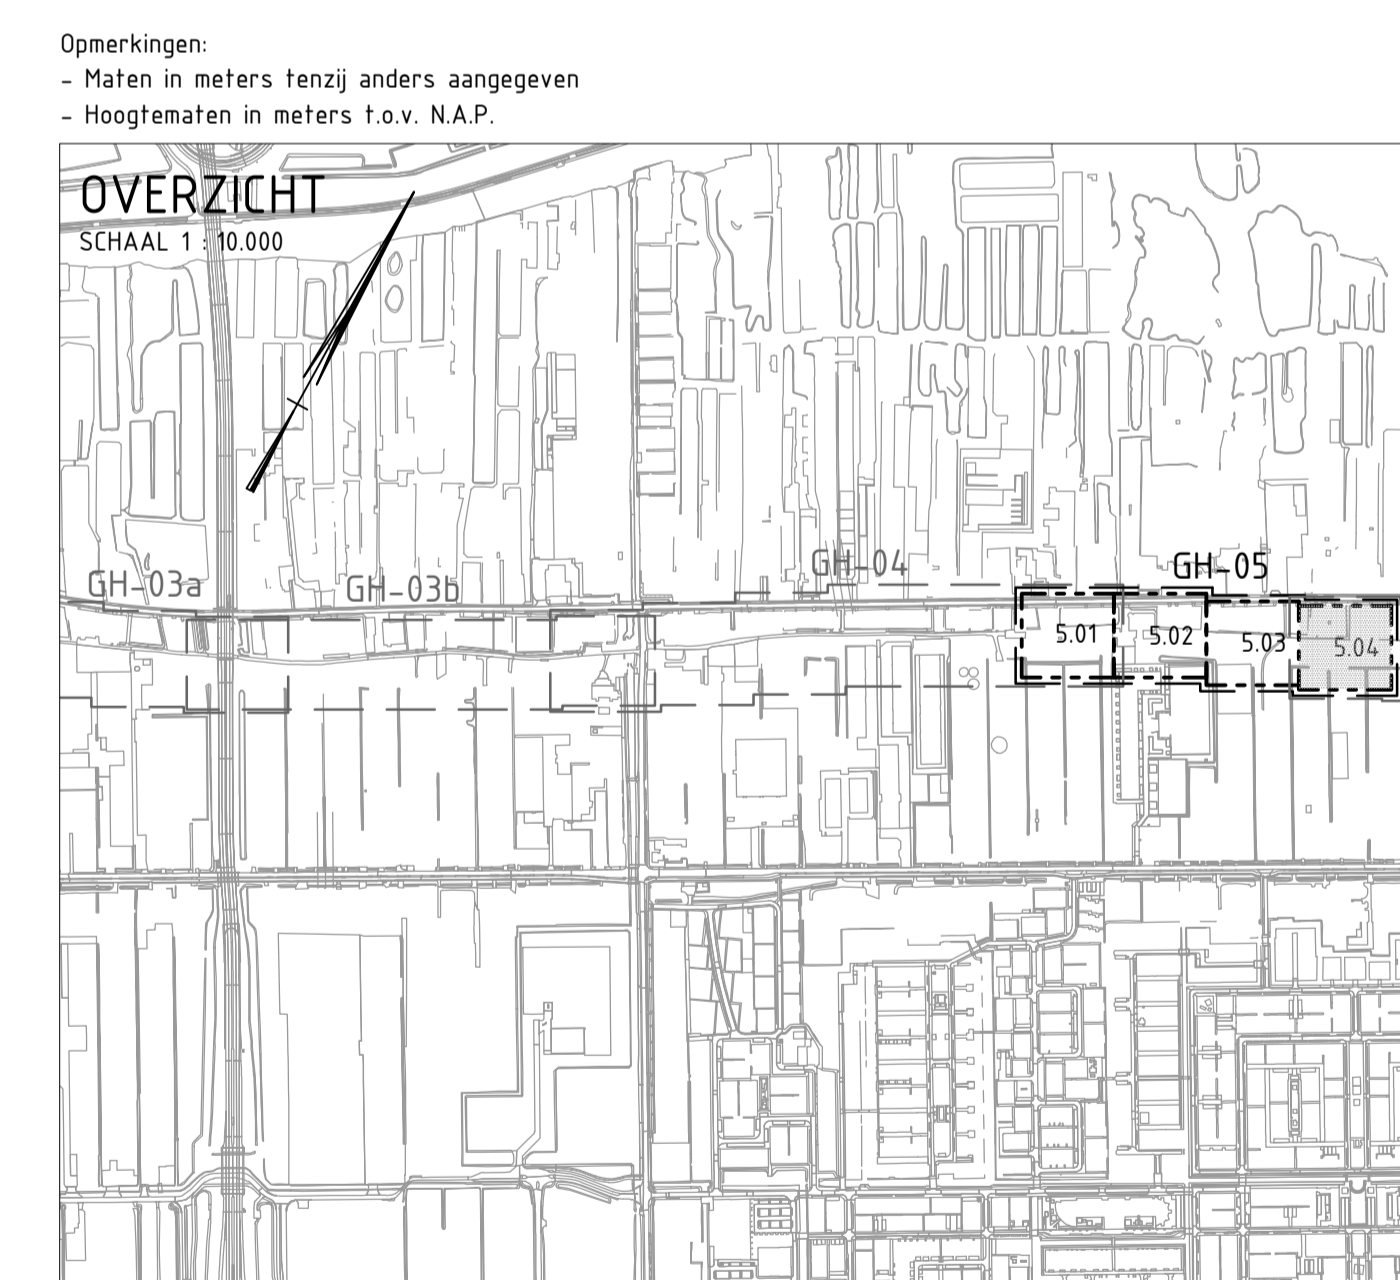 Opmerkingen:
- Maten in meters tenzij anders aangegeven
- Hoogtematen in meters t.o.v. N.A.P.
OVERZICHT
SCHAAL 1 : 10.000
GH-03a
GH-03b
GH-04
GH-05
5.01
5.02
5.03
5.04